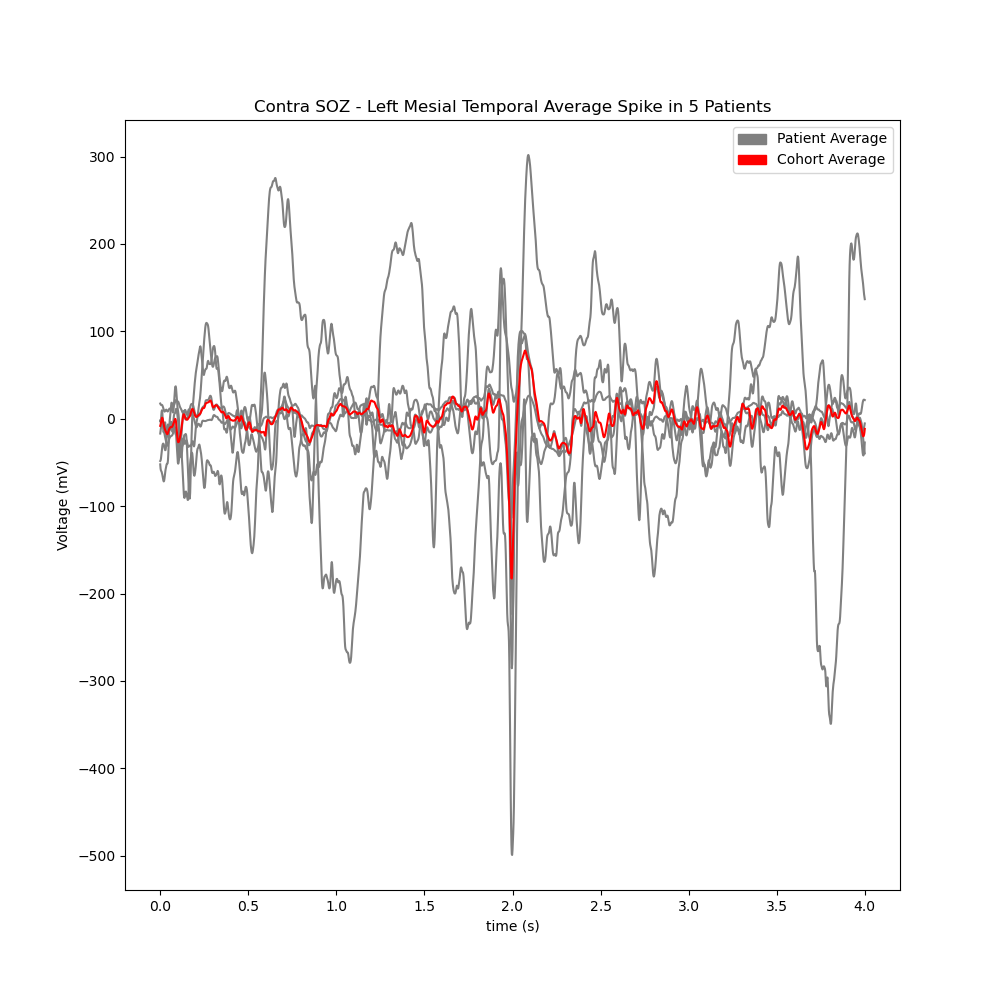 Contra SOZ - Left Mesial Temporal Average Spike in 5 Patients
Patient Average
Cohort Average
300
200
100
0
−100
−200
−300
−400
−500
Voltage (mV)
0.0 0.5 1.0 1.5 2.0 2.5 3.0 3.5 4.0
time (s)